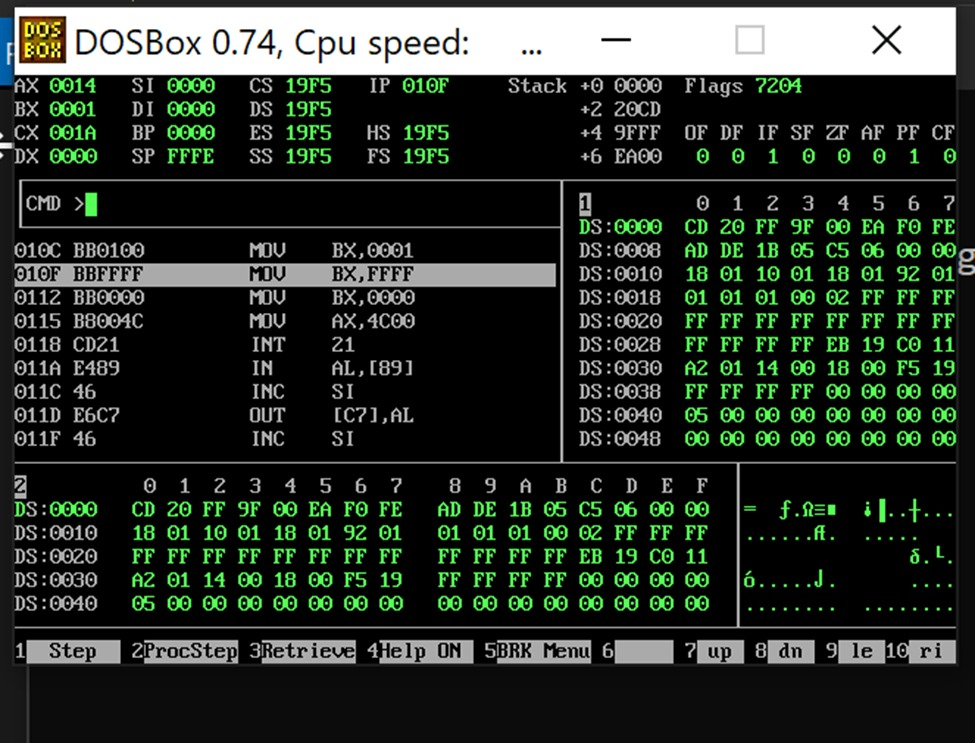 DOS BOX DOSBox 0.74, Cpu speed: ...
AX 0014 SI 0000 CS 19F5 IP 010F Stack +0 0000 Flags 7204
BX 0001 DI 0000 DS 19F5 +2 20CD
CX 001A BP 0000 ES 19F5 HS 19F5 +4 9FFF OF DF IF SF ZF AF PF CF
DX 0000 SP FFFE SS 19F5 FS 19F5 +6 EA00 0 0 1 0 0 0 1 0
CMD >
1 0 1 2 3 4 5 6 7
DS:0000 CD 20 FF 9F 00 EA F0 FE
DS:0008 AD DE 1B 05 C5 06 00 00
DS:0010 18 01 10 01 18 01 92 01
DS:0018 01 01 01 00 02 FF FF FF
DS:0020 FF FF FF FF FF FF FF FF
DS:0028 FF FF FF FF EB 19 C0 11
DS:0030 A2 01 14 00 18 00 F5 19
DS:0038 FF FF FF FF 00 00 00 00
DS:0040 05 00 00 00 00 00 00 00
DS:0048 00 00 00 00 00 00 00 00
010C BB0100 MOV BX,0001
010F BBFFFF MOV BX,FFFF
0112 BB0000 MOV BX,0000
0115 B8004C MOV AX,4C00
0118 CD21 INT 21
011A E489 IN AL,[89]
011C 46 INC SI
011D E6C7 OUT [C7],AL
011F 46 INC SI
2 0 1 2 3 4 5 6 7 8 9 A B C D E F
DS:0000 CD 20 FF 9F 00 EA F0 FE AD DE 1B 05 C5 06 00 00 = ƒ.Ω≡■ ¡▐..┼...
DS:0010 18 01 10 01 18 01 92 01 01 01 01 00 02 FF FF FF ......Æ. .....
DS:0020 FF FF FF FF FF FF FF FF FF FF FF FF EB 19 C0 11 δ.└.
DS:0030 A2 01 14 00 18 00 F5 19 FF FF FF FF 00 00 00 00 ó.....⌡. ....
DS:0040 05 00 00 00 00 00 00 00 00 00 00 00 00 00 00 00 ........ ........
1 Step 2ProcStep 3Retrieve 4Help ON 5BRK Menu 6 7 up 8 dn 9 le 10 ri